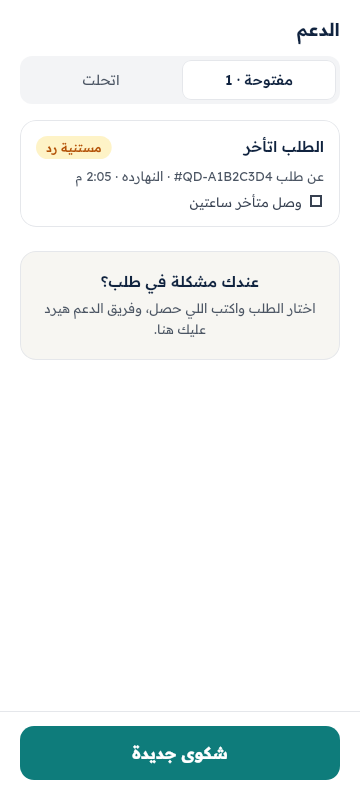 الدعم
مفتوحة · 1
اتحلت
الطلب اتأخر
مستنية رد
عن طلب QD-A1B2C3D4# · النهارده · 2:05 م
وصل متأخر ساعتين
عندك مشكلة في طلب؟
اختار الطلب واكتب اللي حصل، وفريق الدعم هيرد
عليك هنا.
شكوى جديدة